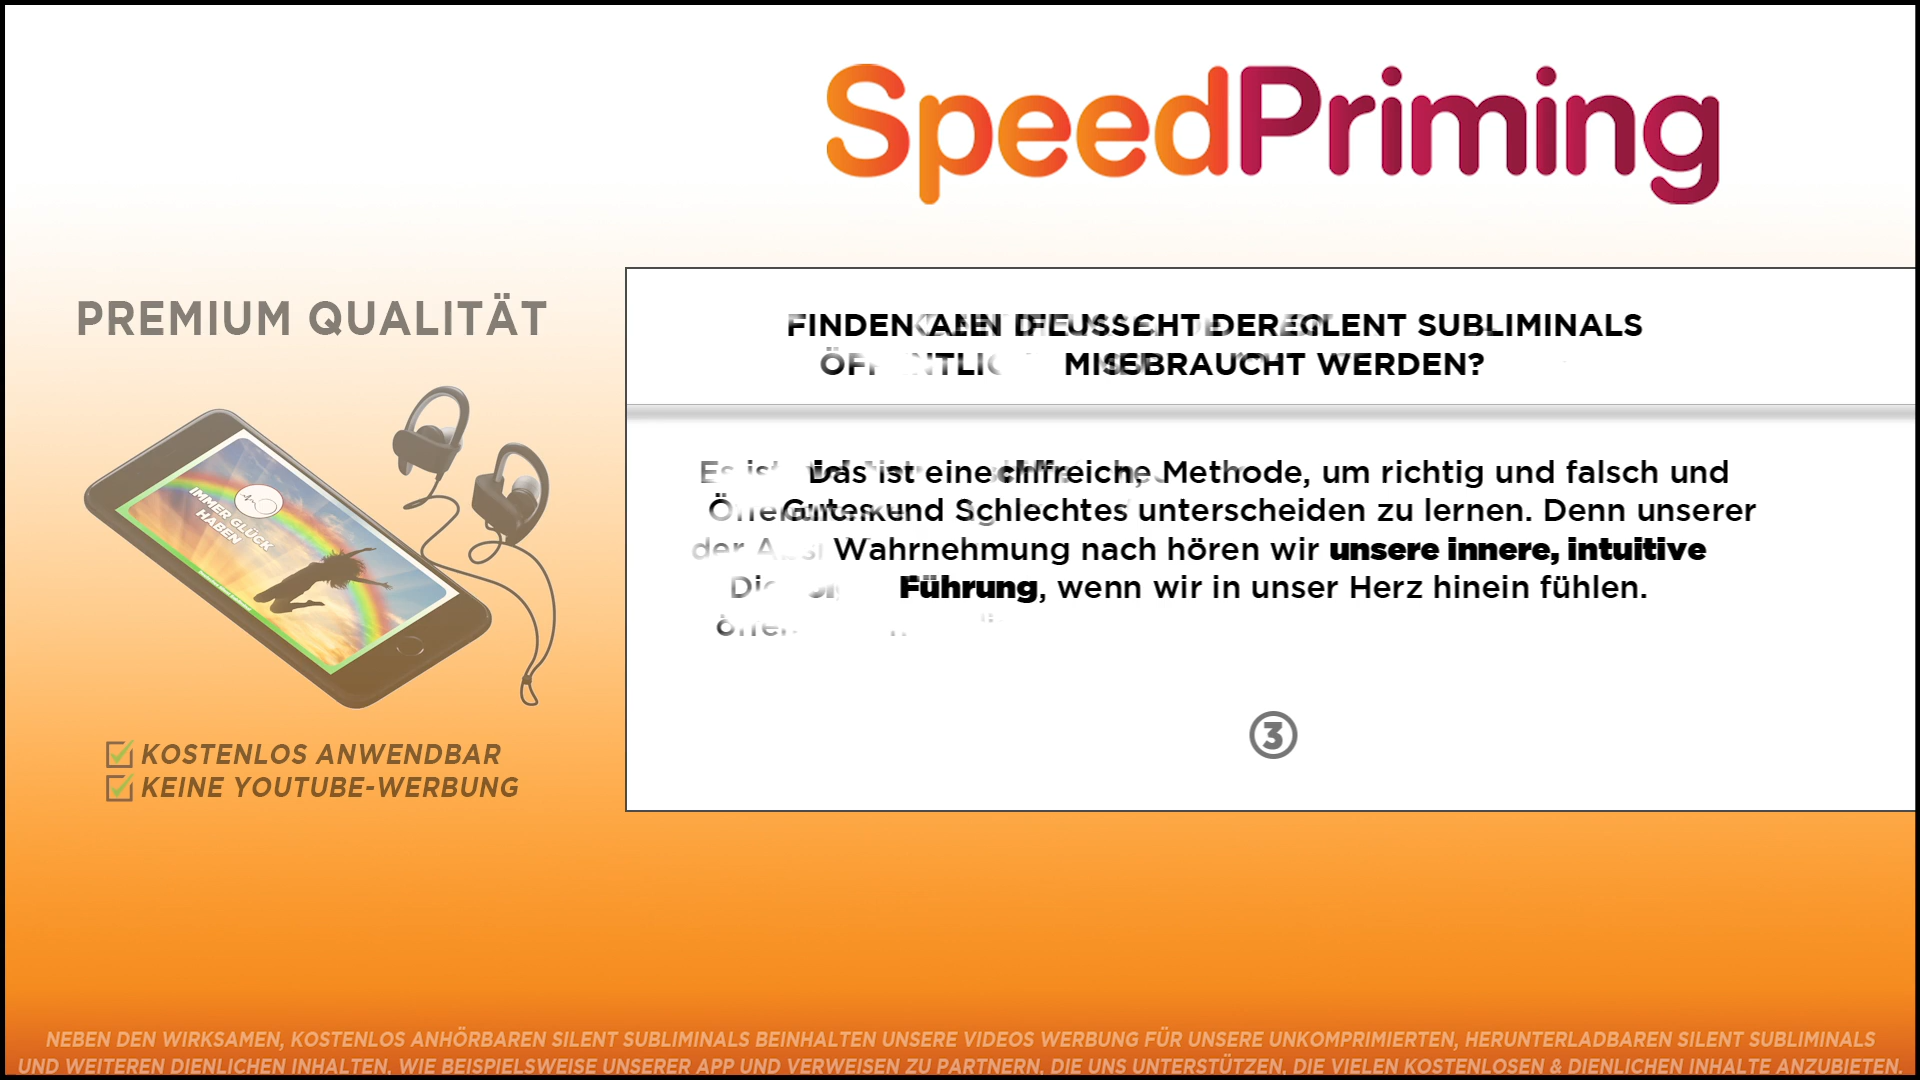 SpeedPriming
PREMIUM QUALITÄT
IMMER GLÜCK
HABEN
SUBLIMINALS
MISSBRAUCHT WERDEN?
Das ist eine Methode, um richtig und falsch und
Gutes und Schlechtes unterscheiden zu lernen. Denn unserer
Wahrnehmung nach hören wir unsere innere, intuitive
Führung, wenn wir in unser Herz hinein fühlen.
3
KOSTENLOS ANWENDBAR
KEINE YOUTUBE-WERBUNG
NEBEN DEN WIRKSAMEN, KOSTENLOS ANHÖRBAREN SILENT SUBLIMINALS BEINHALTEN UNSERE VIDEOS WERBUNG FÜR UNSERE UNKOMPRIMIERTEN, HERUNTERLADBAREN SILENT SUBLIMINALS
UND WEITEREN DIENLICHEN INHALTEN, WIE BEISPIELSWEISE UNSERER APP UND VERWEISEN ZU PARTNERN, DIE UNS UNTERSTÜTZEN, DIE VIELEN KOSTENLOSEN & DIENLICHEN INHALTE ANZUBIETEN.